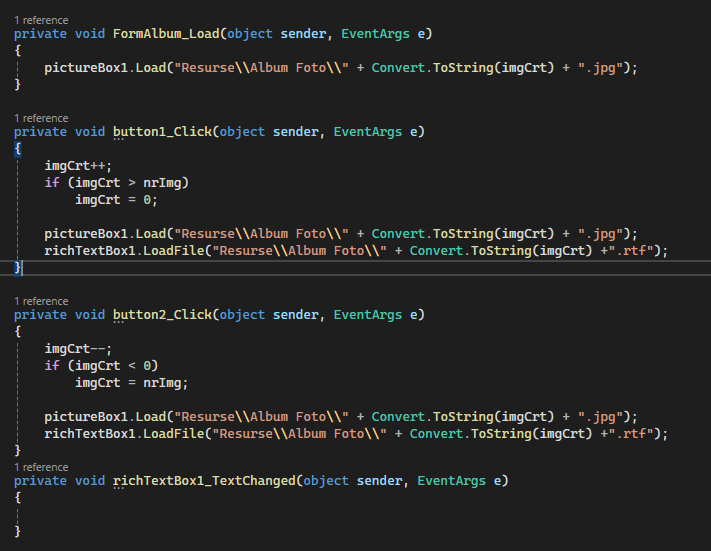 1 reference
private void FormAlbum_Load(object sender, EventArgs e)
{
pictureBox1.Load("Resurse\\Album Foto\\" + Convert.ToString(imgCrt) + ".jpg");
}
1 reference
private void button1_Click(object sender, EventArgs e)
{
imgCrt++;
if (imgCrt > nrImg)
imgCrt = 0;
pictureBox1.Load("Resurse\\Album Foto\\" + Convert.ToString(imgCrt) + ".jpg");
richTextBox1.LoadFile("Resurse\\Album Foto\\" + Convert.ToString(imgCrt) +".rtf");
}
1 reference
private void button2_Click(object sender, EventArgs e)
{
imgCrt--;
if (imgCrt < 0)
imgCrt = nrImg;
pictureBox1.Load("Resurse\\Album Foto\\" + Convert.ToString(imgCrt) + ".jpg");
richTextBox1.LoadFile("Resurse\\Album Foto\\" + Convert.ToString(imgCrt) +".rtf");
}
1 reference
private void richTextBox1_TextChanged(object sender, EventArgs e)
{
}